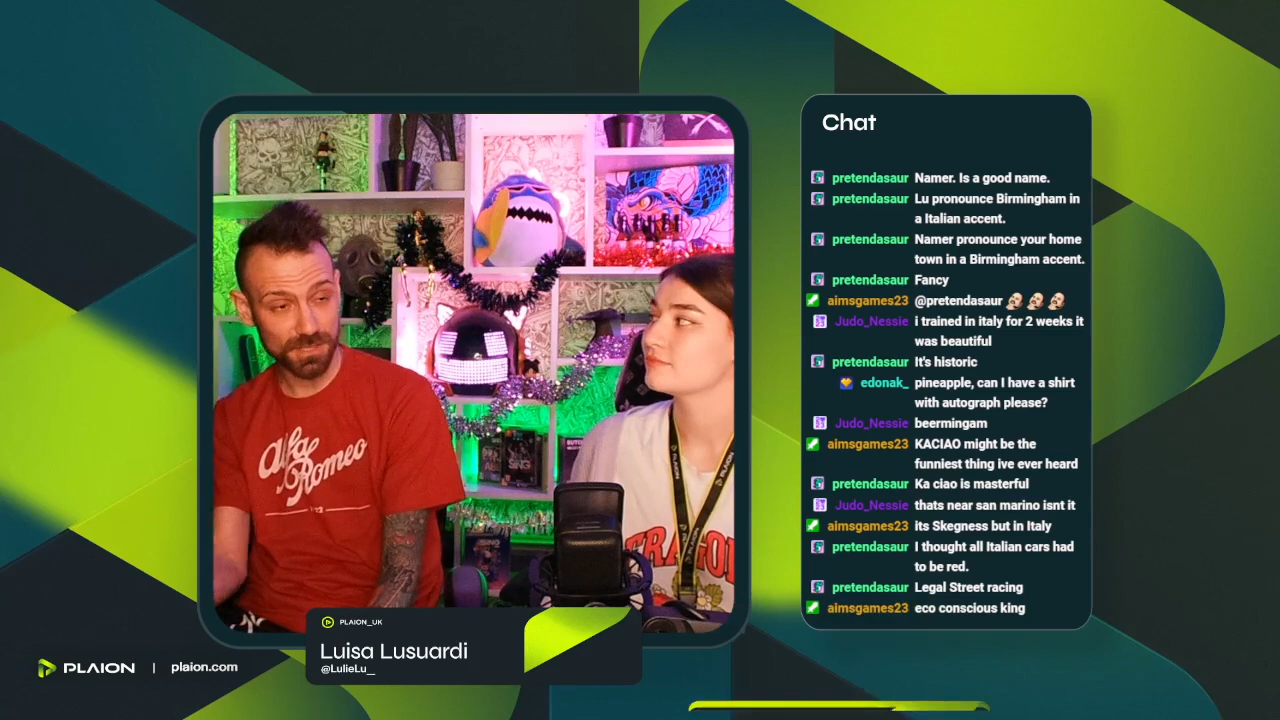 Chat
pretendasaur Namer. Is a good name.
pretendasaur Lu pronounce Birmingham in
a Italian accent.
pretendasaur Namer pronounce your home
town in a Birmingham accent.
pretendasaur Fancy
aimsgames23 @pretendasaur
Judo_Nessie i trained in italy for 2 weeks it
was beautiful
pretendasaur It's historic
edonak_ pineapple, can I have a shirt
with autograph please?
Judo_Nessie beermingam
aimsgames23 KACIAO might be the
funniest thing ive ever heard
pretendasaur Ka ciao is masterful
Judo_Nessie thats near san marino isnt it
aimsgames23 its Skegness but in Italy
pretendasaur I thought all Italian cars had
to be red.
pretendasaur Legal Street racing
aimsgames23 eco conscious king
Alfa
Romeo
PLAION
PLAION_UK
Luisa Lusuardi
@LulieLu__
PLAION | plaion.com